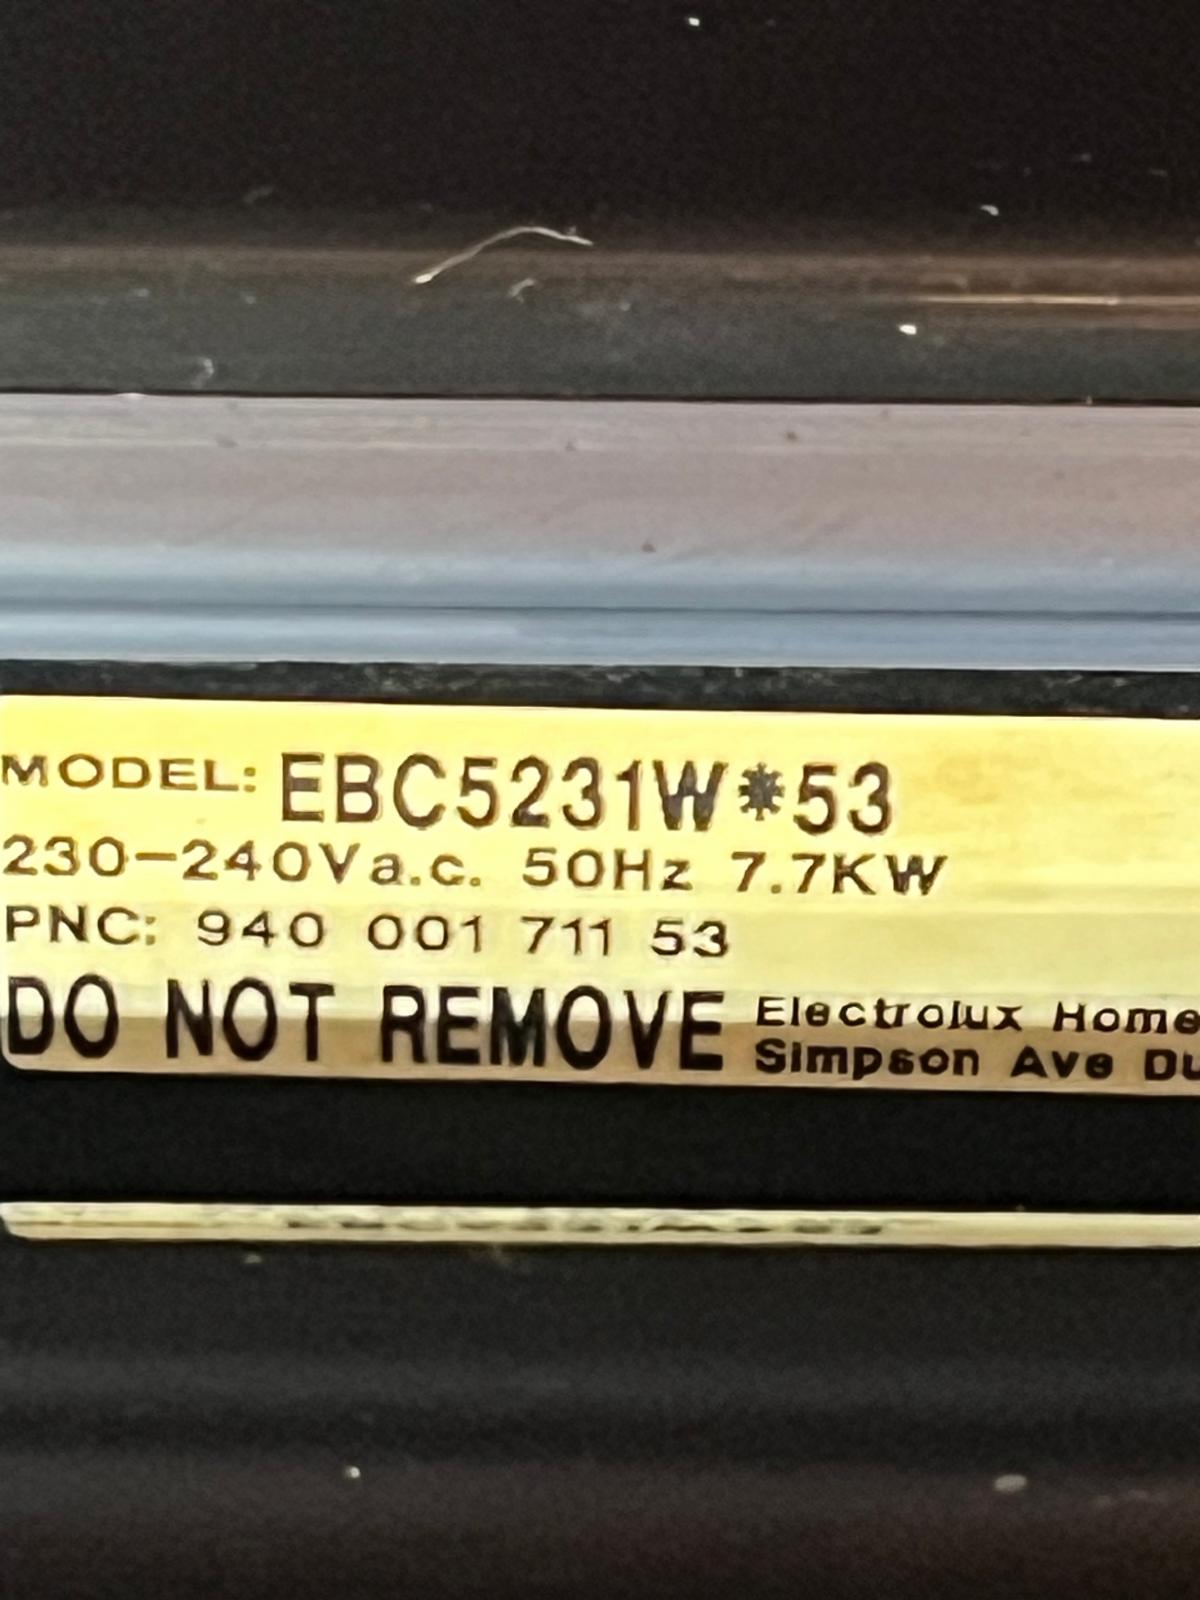 MODEL: EBC5231W*53
230-240Va.c. 50Hz 7.7KW
PNC: 940 001 711 53
DO NOT REMOVE
Electrolux Home
Simpson Ave